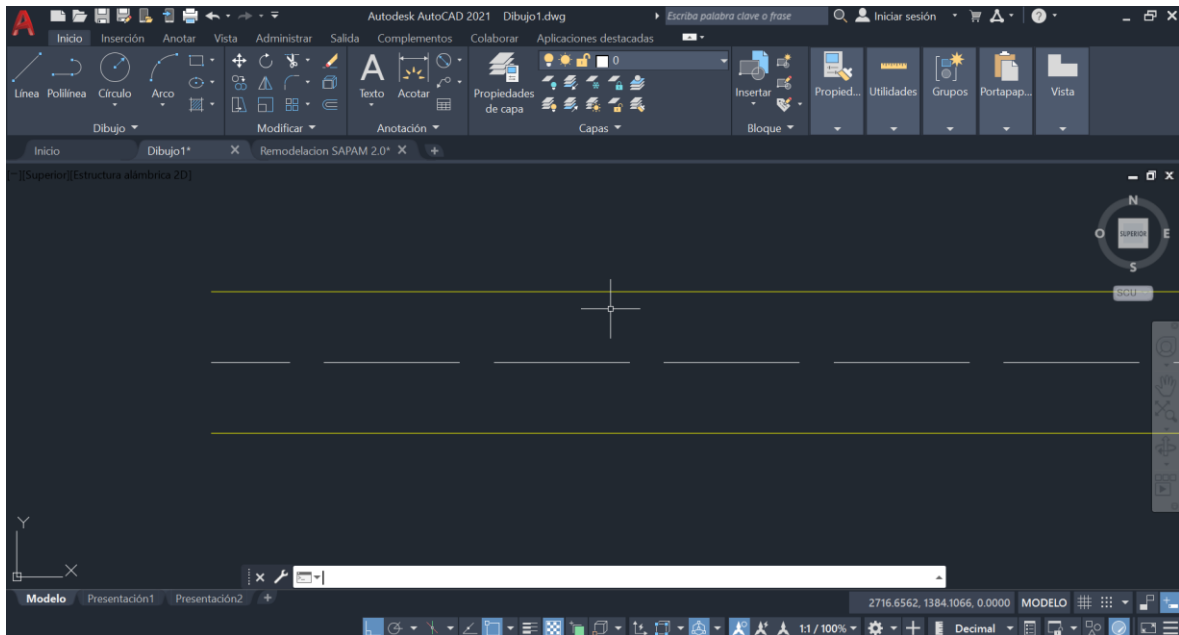 Autodesk AutoCAD 2021 Dibujo1.dwg Escriba palabra clave o frase Iniciar sesión
Inicio Inserción Anotar Vista Administrar Salida Complementos Colaborar Aplicaciones destacadas
0
Línea Polilínea Círculo Arco Texto Acotar Propiedades de capa Insertar Propied... Utilidades Grupos Portapap... Vista
Dibujo Modificar Anotación Capas Bloque
Inicio Dibujo1* Remodelacion SAPAM 2.0*
[−][Superior][Estructura alámbrica 2D]
N
O SUPERIOR E
S
SCU
Y
X
Modelo Presentación1 Presentación2
2716.6562, 1384.1066, 0.0000 MODELO
1:1 / 100% Decimal